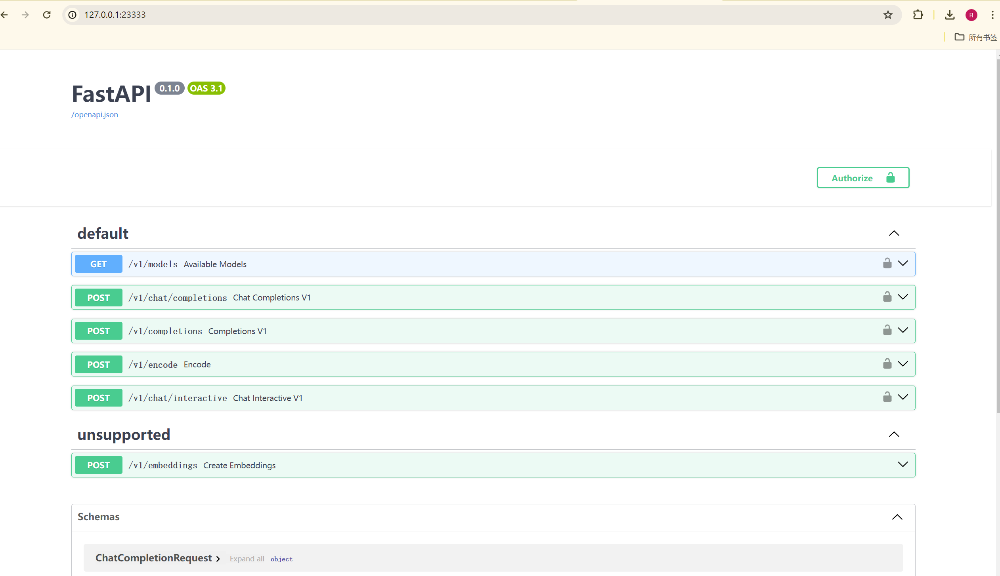 127.0.0.1:23333
R
所有书签
FastAPI 0.1.0 OAS 3.1
/openapi.json
Authorize
default
GET /v1/models Available Models
POST /v1/chat/completions Chat Completions V1
POST /v1/completions Completions V1
POST /v1/encode Encode
POST /v1/chat/interactive Chat Interactive V1
unsupported
POST /v1/embeddings Create Embeddings
Schemas
ChatCompletionRequest Expand all object